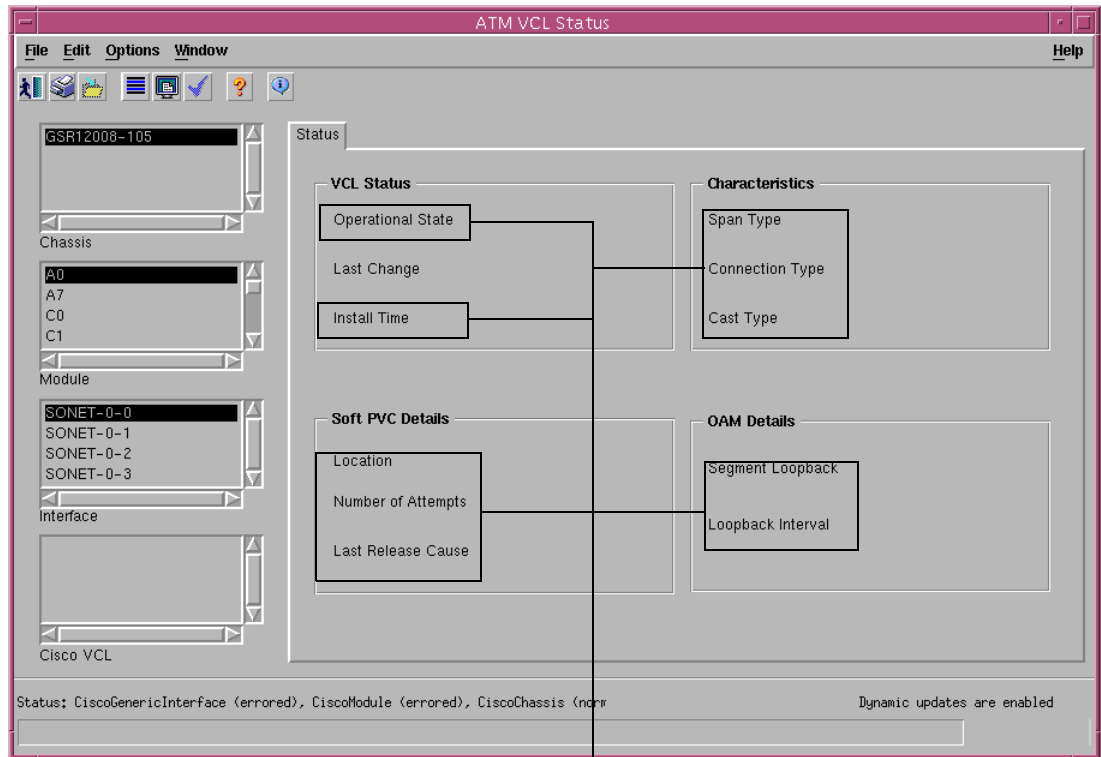 ATM VCL Status
File Edit Options Window Help
GSR12008-105
Chassis
A0
A7
C0
C1
Module
SONET-0-0
SONET-0-1
SONET-0-2
SONET-0-3
Interface
Cisco VCL
Status
VCL Status
Operational State
Last Change
Install Time
Characteristics
Span Type
Connection Type
Cast Type
Soft PVC Details
Location
Number of Attempts
Last Release Cause
OAM Details
Segment Loopback
Loopback Interval
Status: CiscoGenericInterface (errored), CiscoModule (errored), CiscoChassis (norm
Dynamic updates are enabled